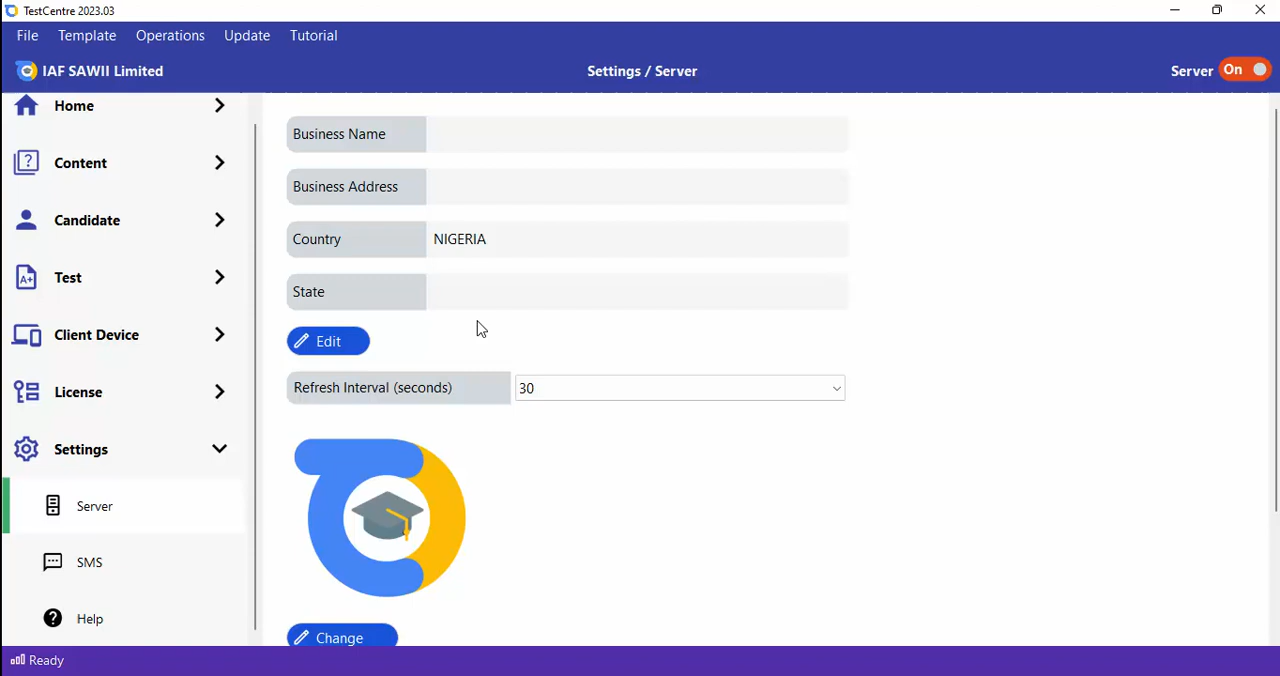 TestCentre 2023.03
File Template Operations Update Tutorial
IAF SAWII Limited
Settings / Server
Server On
Home
Content
Candidate
Test
Client Device
License
Settings
Server
SMS
Help
Business Name
Business Address
Country NIGERIA
State
Edit
Refresh Interval (seconds) 30
Change
Ready